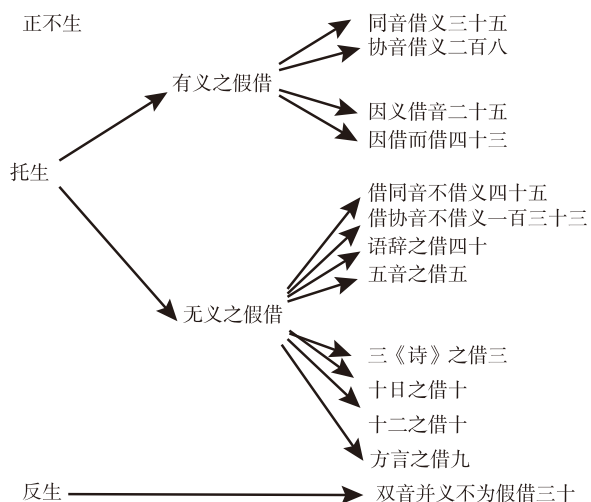 正不生
同音借义三十五
协音借义二百八
有义之假借
因义借音二十五
因借而借四十三
托生
借同音不借义四十五
借协音不借义一百三十三
语辞之借四十
五音之借五
无义之假借
三《诗》之借三
十日之借十
十二之借十
方言之借九
反生
双音并义不为假借三十